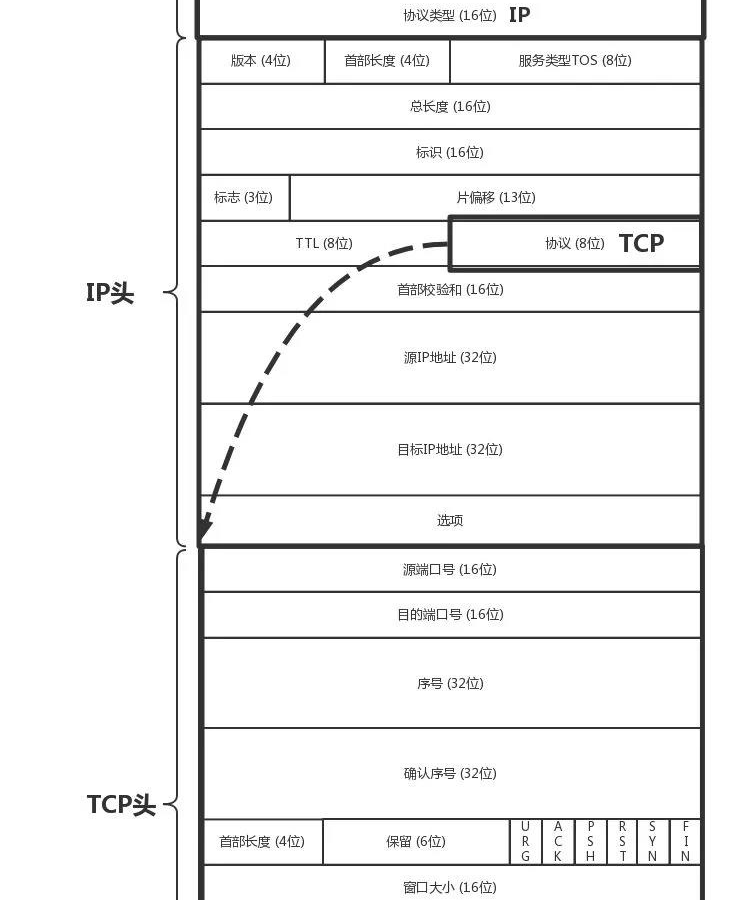 协议类型 (16位) IP
版本 (4位) 首部长度 (4位) 服务类型TOS (8位)
总长度 (16位)
标识 (16位)
标志 (3位) 片偏移 (13位)
TTL (8位) 协议 (8位) TCP
IP头
首部校验和 (16位)
源IP地址 (32位)
目标IP地址 (32位)
选项
源端口号 (16位)
目的端口号 (16位)
序号 (32位)
确认序号 (32位)
TCP头
首部长度 (4位) 保留 (6位) URG ACK PSH RST SYN FIN
窗口大小 (16位)